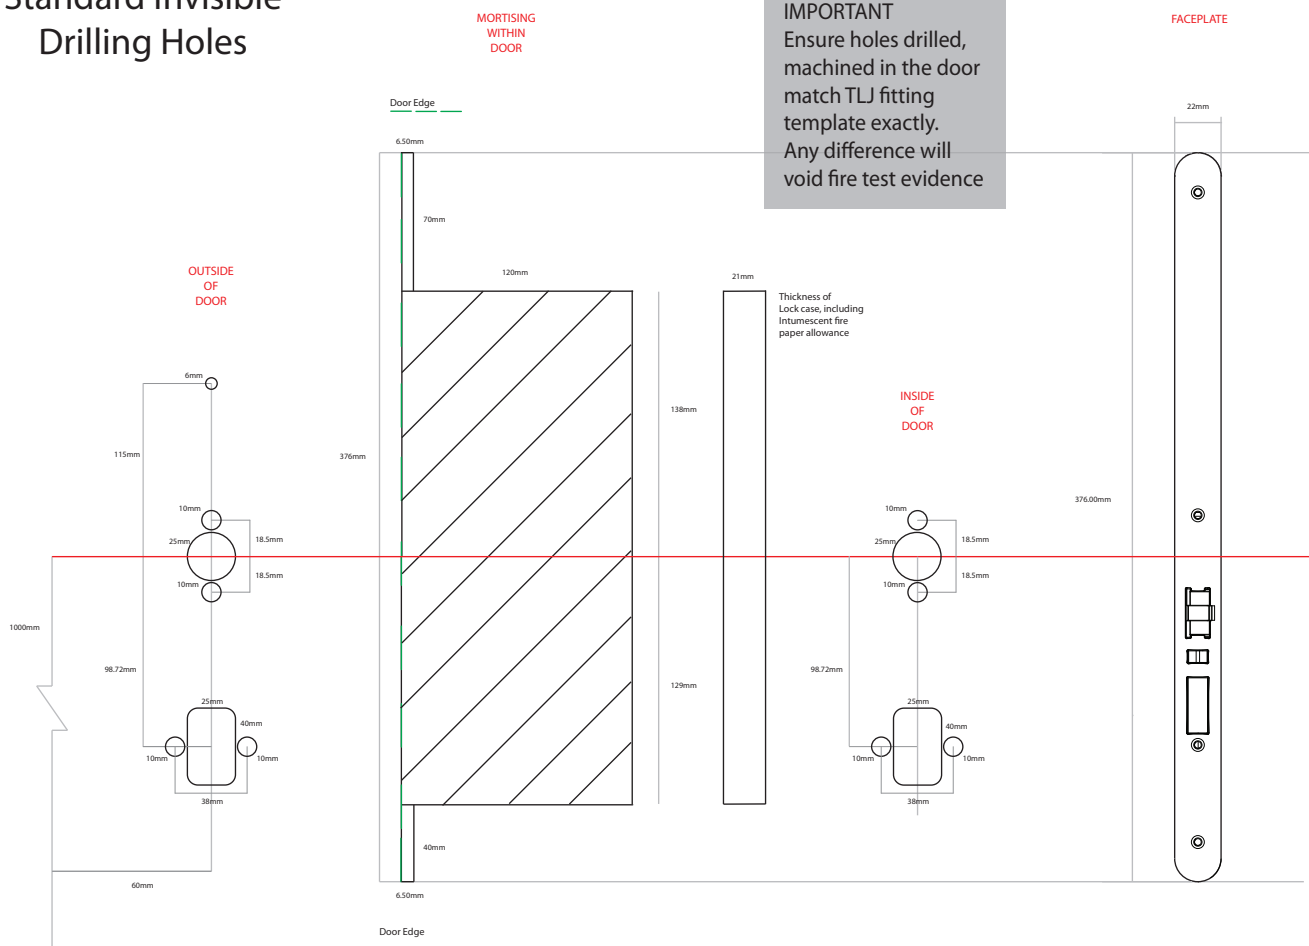 Standard Invisible
Drilling Holes
MORTISING
WITHIN
DOOR
IMPORTANT
Ensure holes drilled,
machined in the door
match TLJ fitting
template exactly.
Any difference will
void fire test evidence
FACEPLATE
Door Edge
22mm
6.50mm
70mm
OUTSIDE
OF
DOOR
120mm
21mm
Thickness of
Lock case, including
Intumescent fire
paper allowance
6mm
INSIDE
OF
DOOR
138mm
115mm
376mm
376.00mm
10mm
25mm
18.5mm
10mm
18.5mm
10mm
25mm
18.5mm
10mm
18.5mm
1000mm
98.72mm
129mm
98.72mm
25mm
40mm
10mm
10mm
38mm
25mm
40mm
10mm
10mm
38mm
40mm
60mm
6.50mm
Door Edge